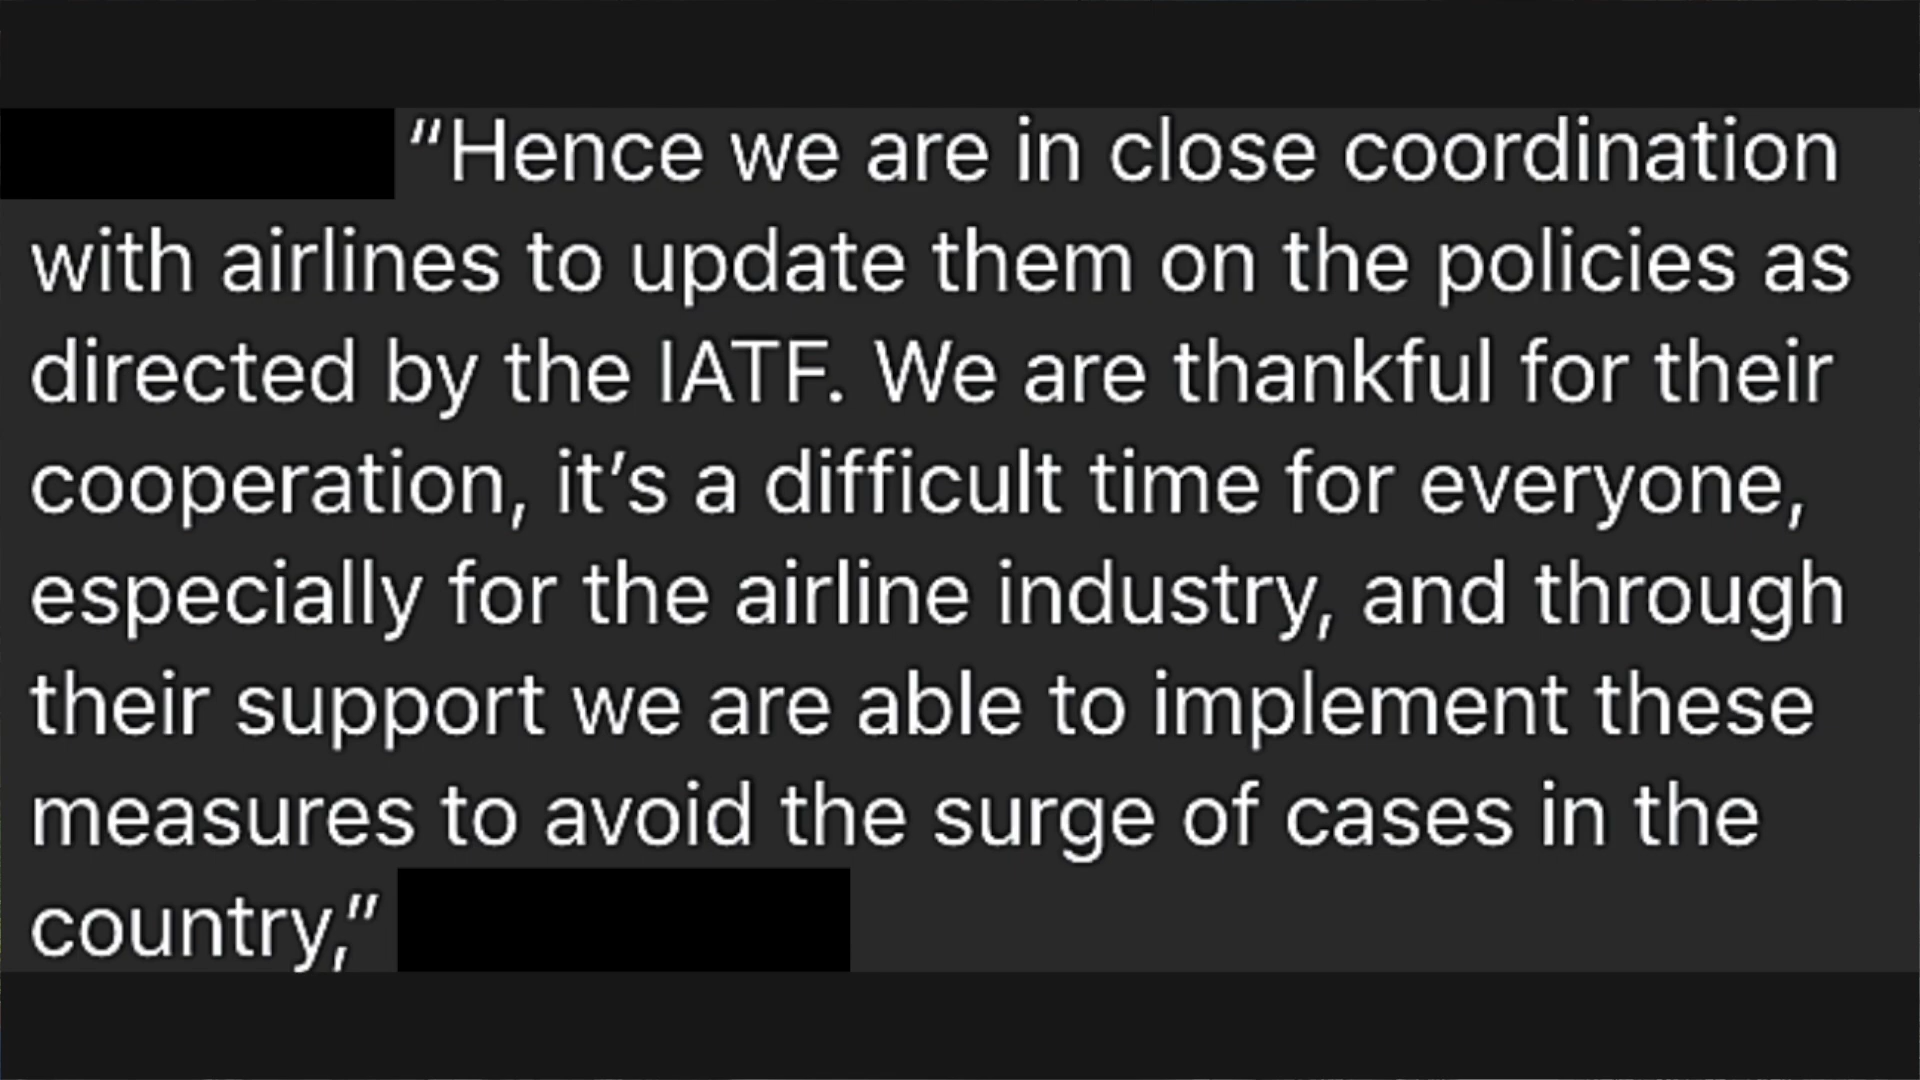 “Hence we are in close coordination
with airlines to update them on the policies as
directed by the IATF. We are thankful for their
cooperation, it’s a difficult time for everyone,
especially for the airline industry, and through
their support we are able to implement these
measures to avoid the surge of cases in the
country,”